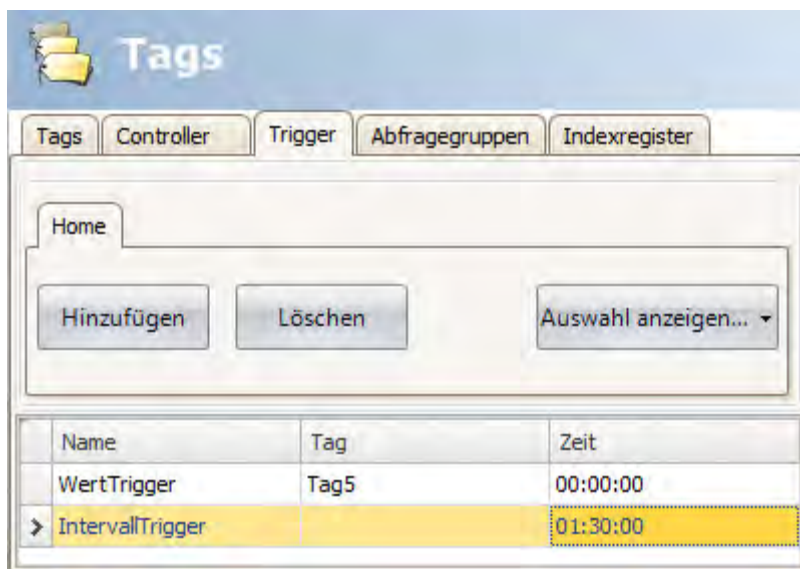 Tags
Tags Controller Trigger Abfragegruppen Indexregister
Home
Hinzufügen Löschen Auswahl anzeigen...
Name Tag Zeit
WertTrigger Tag5 00:00:00
IntervallTrigger 01:30:00